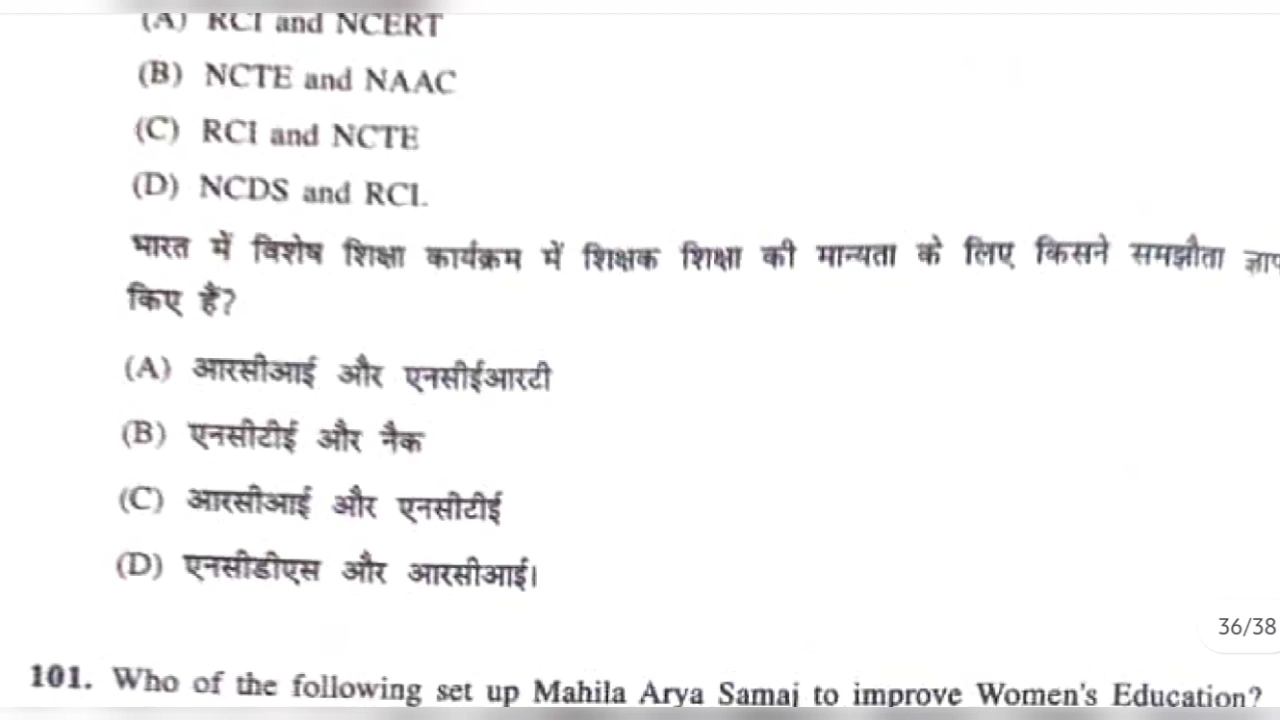 (A) RCI and NCERT
(B) NCTE and NAAC
(C) RCI and NCTE
(D) NCDS and RCI.
भारत में विशेष शिक्षा कार्यक्रम में शिक्षक शिक्षा की मान्यता के लिए किसने समझौता
किए हैं?
(A) आरसीआई और एनसीईआरटी
(B) एनसीटीई और नैक
(C) आरसीआई और एनसीटीई
(D) एनसीडीएस और आरसीआई।
36/38
101. Who of the following set up Mahila Arya Samaj to improve Women's Education?